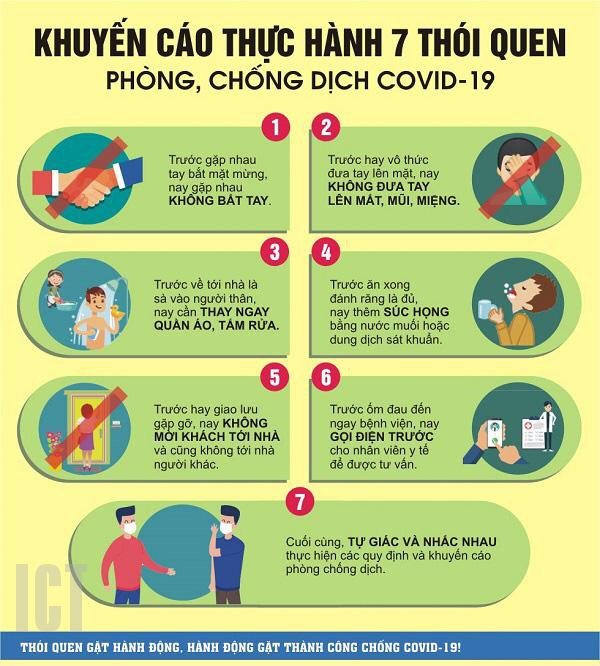 KHUYẾN CÁO THỰC HÀNH 7 THÓI QUEN
PHÒNG, CHỐNG DỊCH COVID-19
1
Trước gặp nhau
tay bắt mặt mừng,
nay gặp nhau
KHÔNG BẮT TAY.
2
Trước hay vô thức
đưa tay lên mặt, nay
KHÔNG ĐƯA TAY
LÊN MẮT, MŨI, MIỆNG.
3
Trước về tới nhà là
sà vào người thân,
nay cần THAY NGAY
QUẦN ÁO, TẮM RỬA.
4
Trước ăn xong
đánh răng là đủ,
nay thêm SÚC HỌNG
bằng nước muối hoặc
dung dịch sát khuẩn.
5
Trước hay giao lưu
gặp gỡ, nay KHÔNG
MỜI KHÁCH TỚI NHÀ
và cũng không tới nhà
người khác.
6
Trước ốm đau đến
ngay bệnh viện, nay
GỌI ĐIỆN TRƯỚC
cho nhân viên y tế
để được tư vấn.
7
Cuối cùng, TỰ GIÁC VÀ NHẮC NHAU
thực hiện các quy định và khuyến cáo
phòng chống dịch.
ICT
THÓI QUEN GẶT HÀNH ĐỘNG, HÀNH ĐỘNG GẶT THÀNH CÔNG CHỐNG COVID-19!